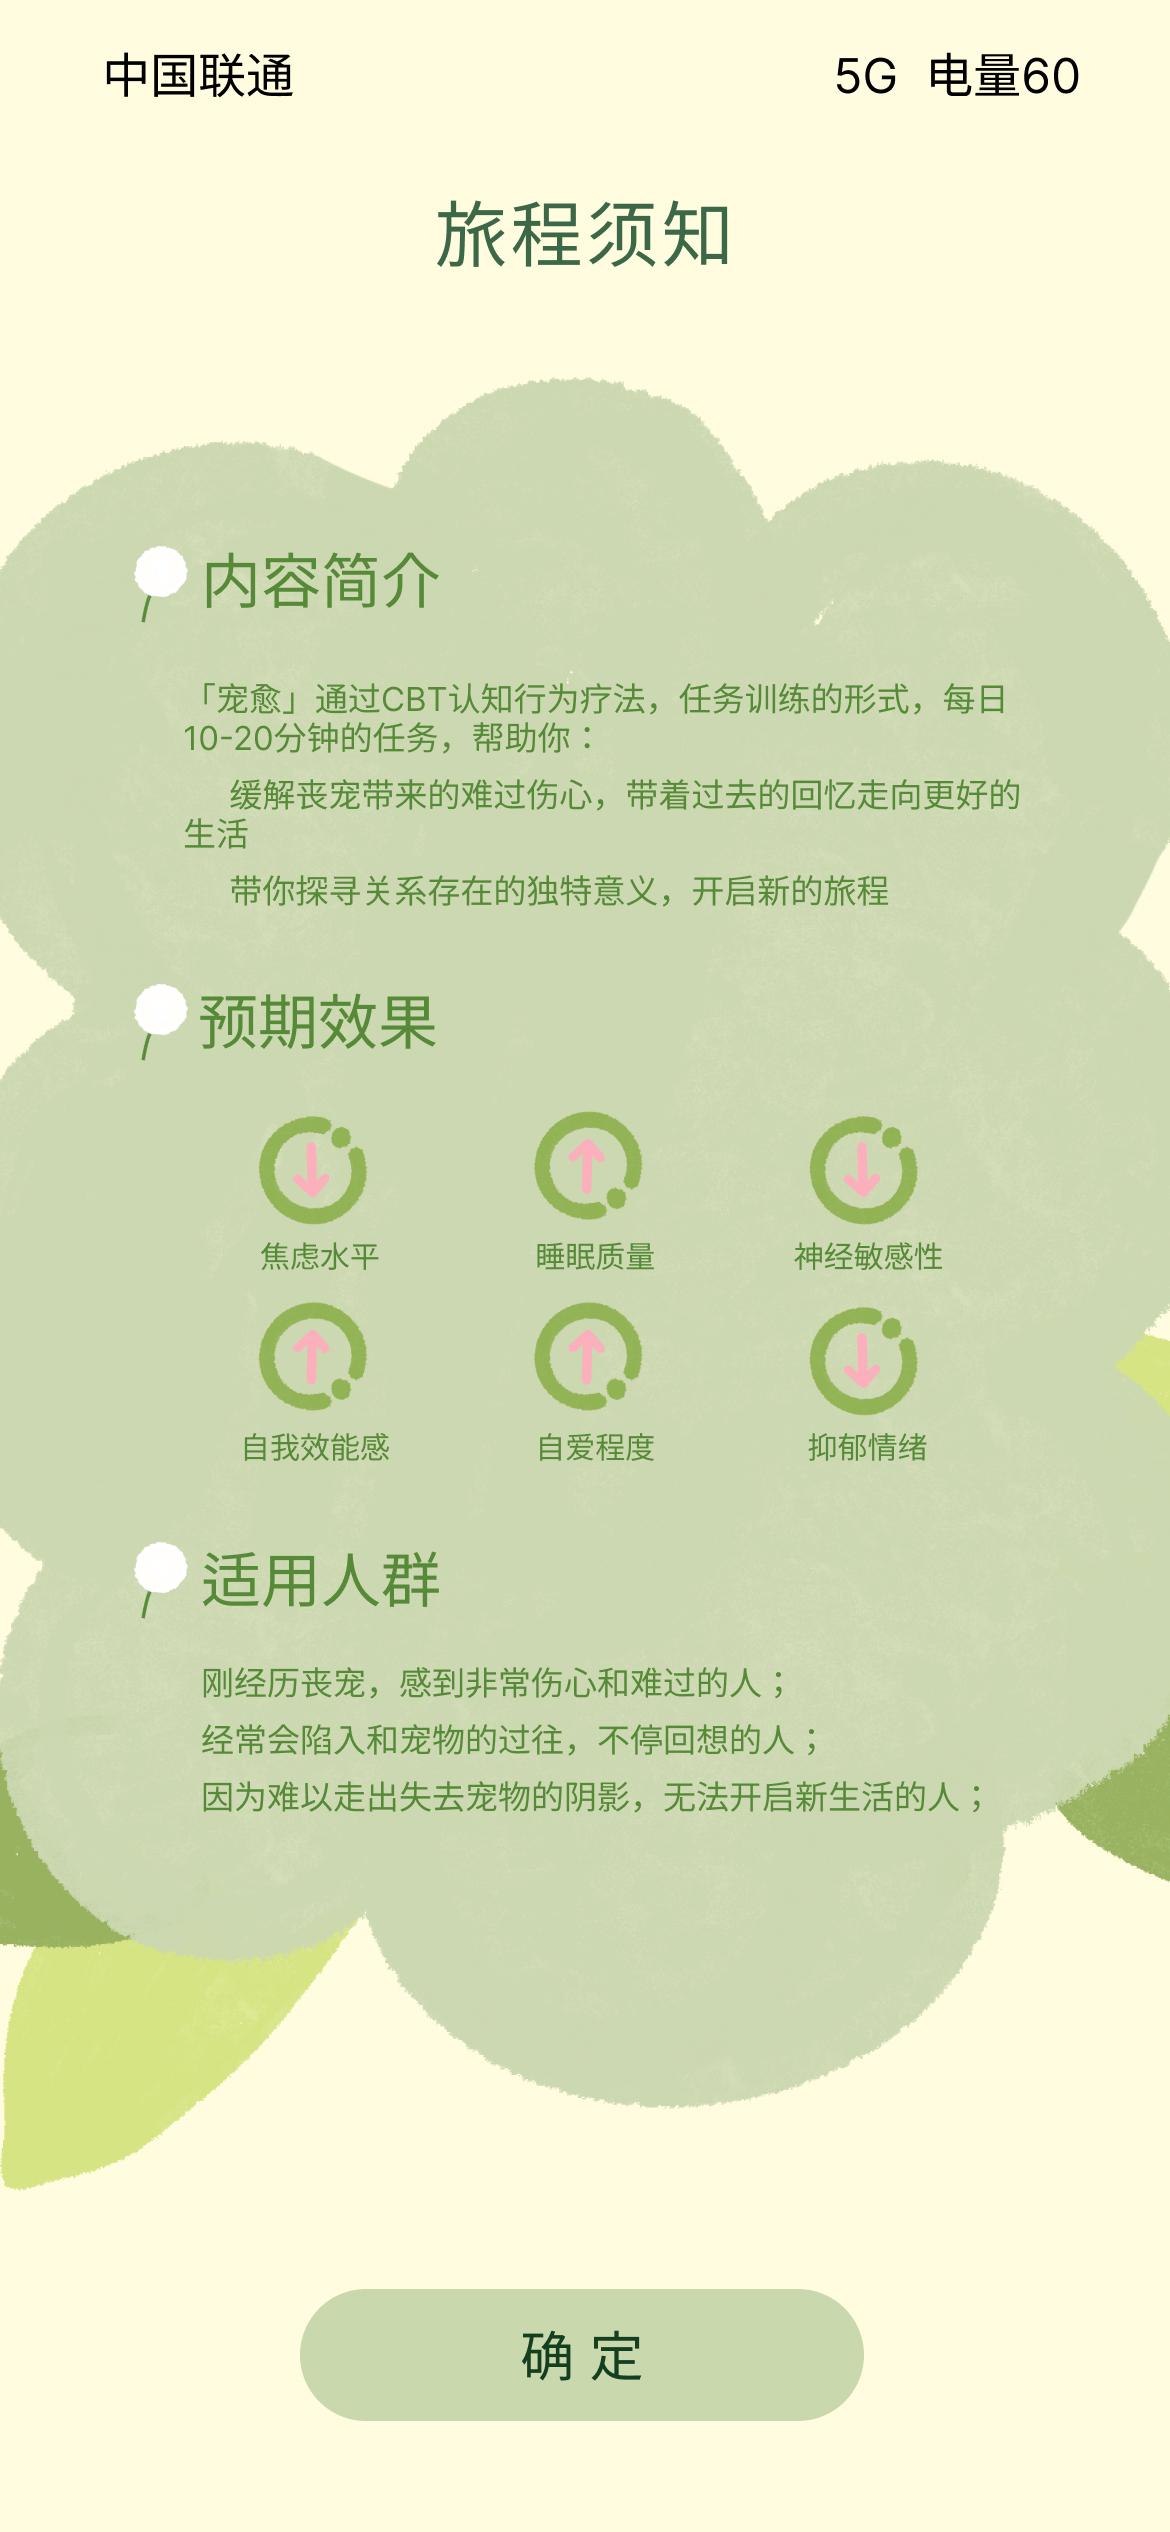 中国联通
5G 电量60
旅程须知
内容简介
「宠愈」通过CBT认知行为疗法，任务训练的形式，每日
10-20分钟的任务，帮助你：
缓解丧宠带来的难过伤心，带着过去的回忆走向更好的
生活
带你探寻关系存在的独特意义，开启新的旅程
预期效果
焦虑水平 睡眠质量 神经敏感性
自我效能感 自爱程度 抑郁情绪
适用人群
刚经历丧宠，感到非常伤心和难过的人；
经常会陷入和宠物的过往，不停回想的人；
因为难以走出失去宠物的阴影，无法开启新生活的人；
确 定